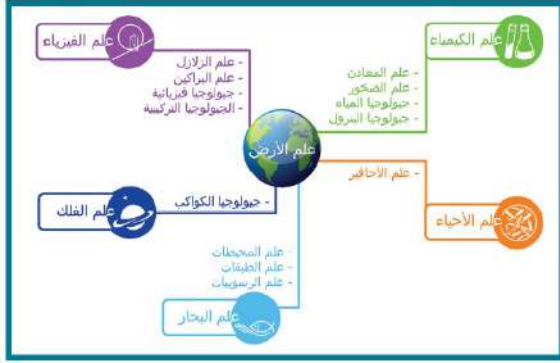 علم الكيمياء
- علم المعادن
- علم الصخور
- جيولوجيا المياه
- جيولوجيا البترول
علم الفيزياء
- علم الزلازل
- علم البراكين
- جيولوجيا فيزيائية
- الجيولوجيا التركيبية
علم الأرض
- علم الأحافير
علم الأحياء
- جيولوجيا الكواكب
علم الفلك
- علم المحيطات
- علم الطبقات
- علم الرسوبيات
علم البحار